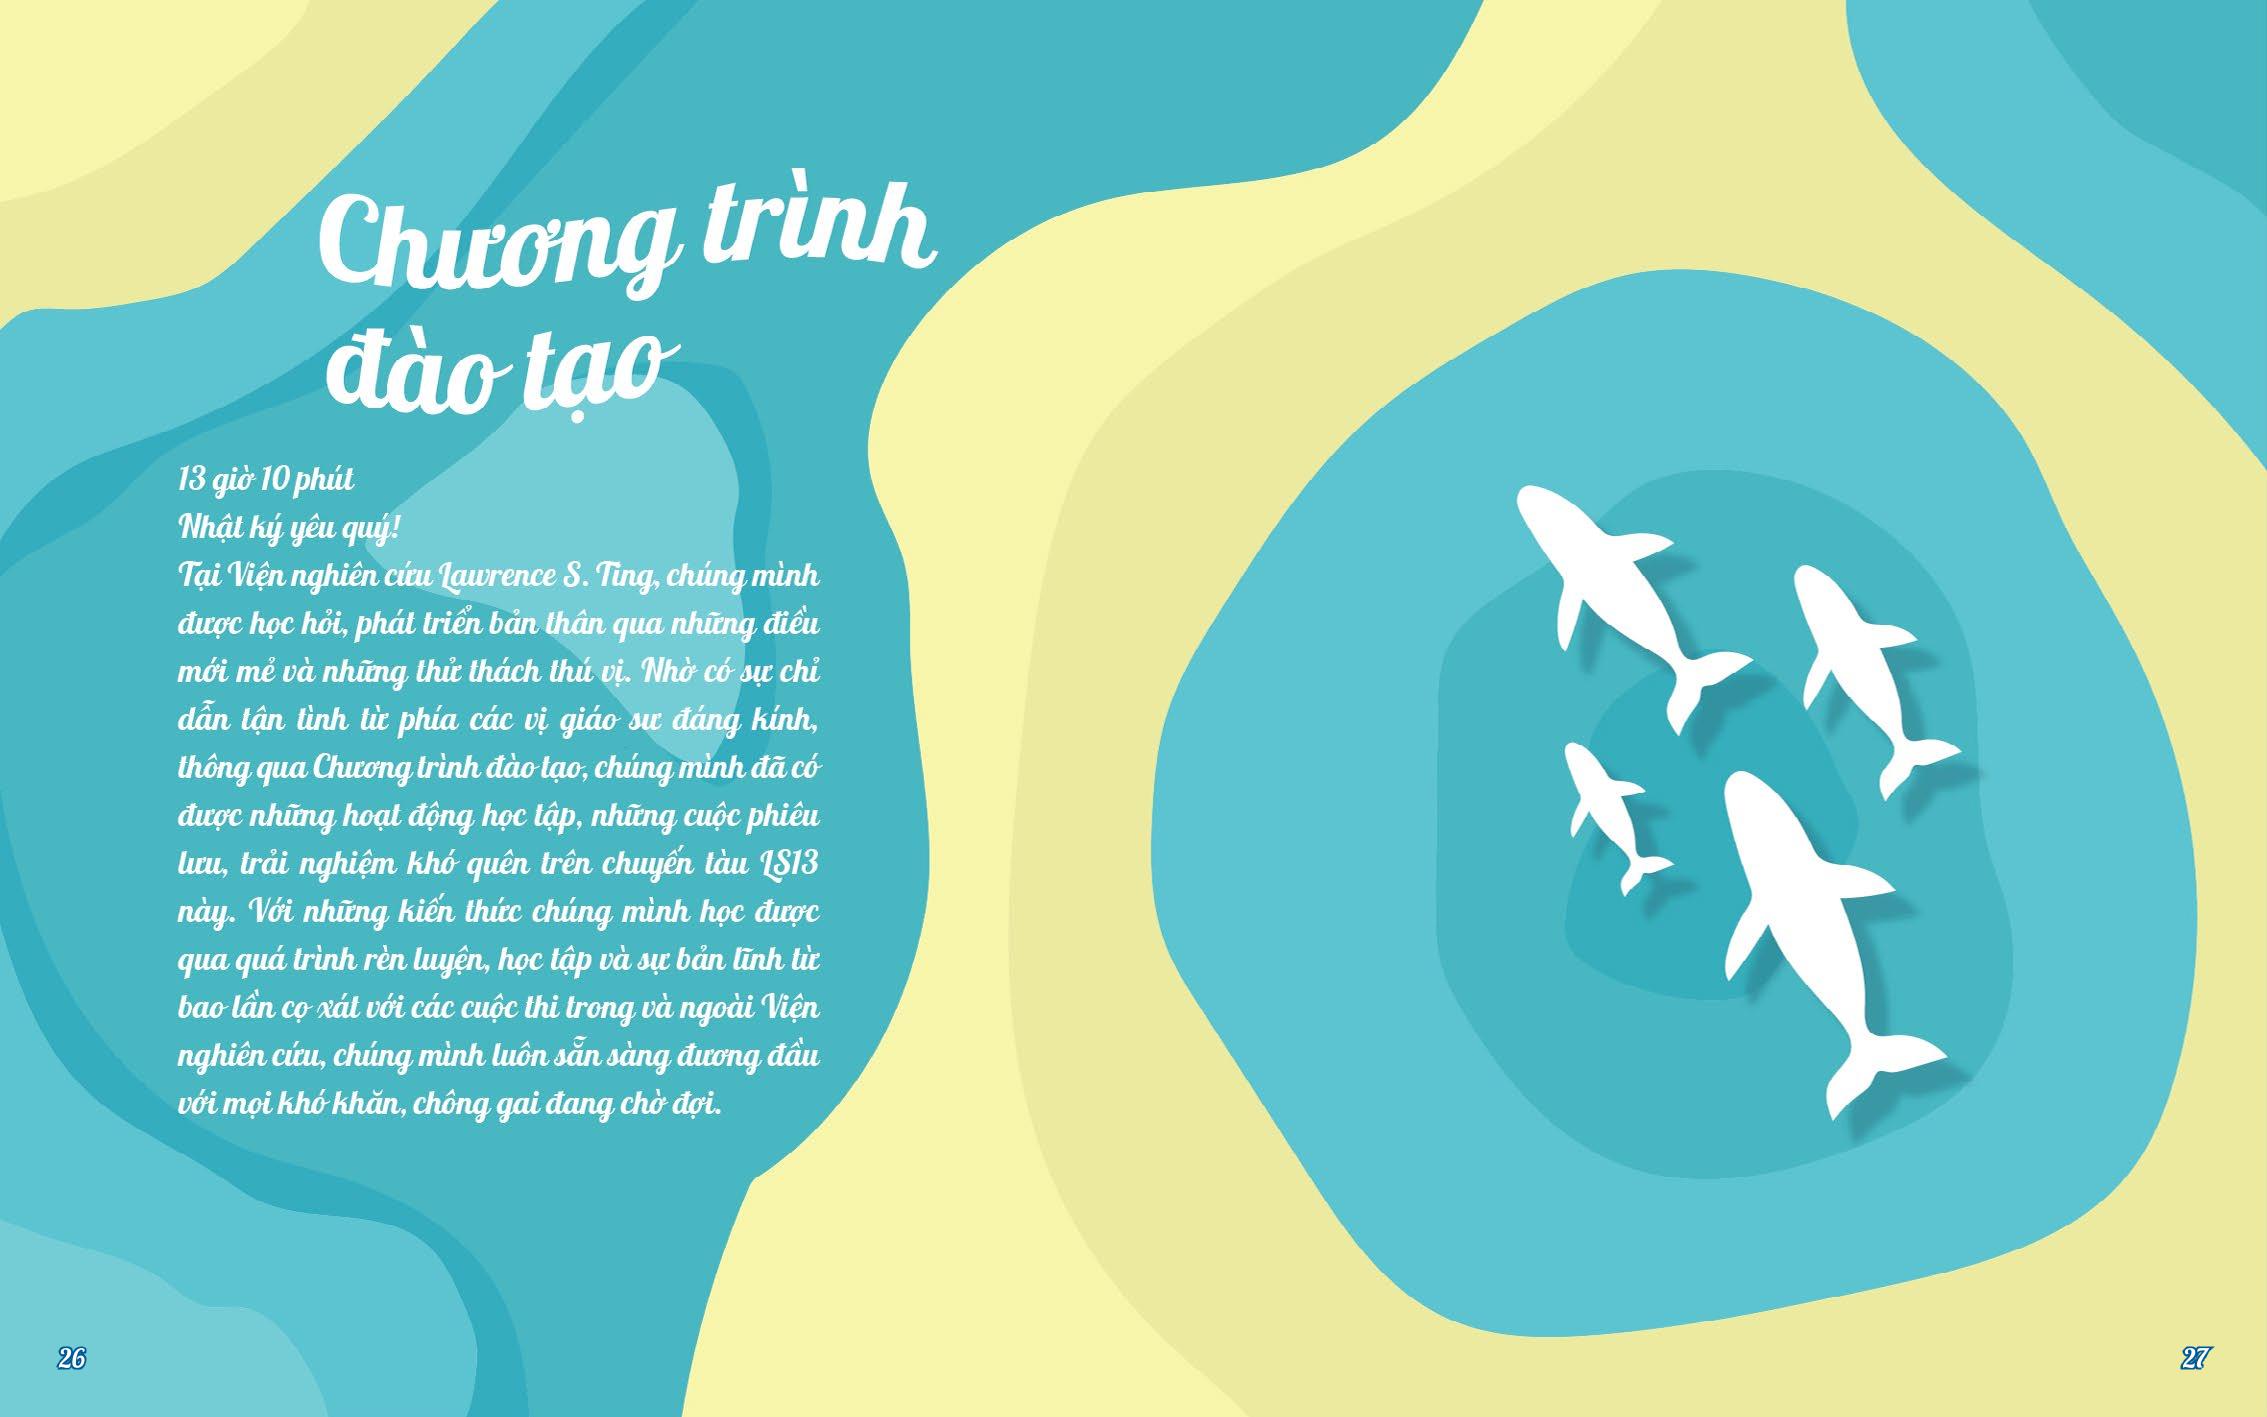 Chương trình
đào tạo
13 giờ 10 phút
Nhật ký yêu quý!
Tại Viện nghiên cứu Lawrence S. Ting, chúng mình
được học hỏi, phát triển bản thân qua những điều
mới mẻ và những thử thách thú vị. Nhờ có sự chỉ
dẫn tận tình từ phía các vị giáo sư đáng kính,
thông qua Chương trình đào tạo, chúng mình đã có
được những hoạt động học tập, những cuộc phiêu
lưu, trải nghiệm khó quên trên chuyến tàu LS13
này. Với những kiến thức chúng mình học được
qua quá trình rèn luyện, học tập và sự bản lĩnh từ
bao lần cọ xát với các cuộc thi trong và ngoài Viện
nghiên cứu, chúng mình luôn sẵn sàng đương đầu
với mọi khó khăn, chông gai đang chờ đợi.
26
27